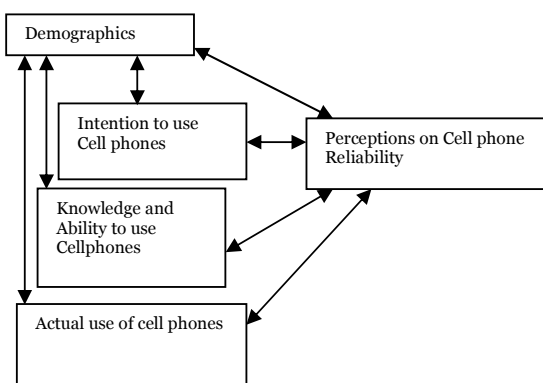 Demographics
Intention to use
Cell phones
Perceptions on Cell phone
Reliability
Knowledge and
Ability to use
Cellphones
Actual use of cell phones